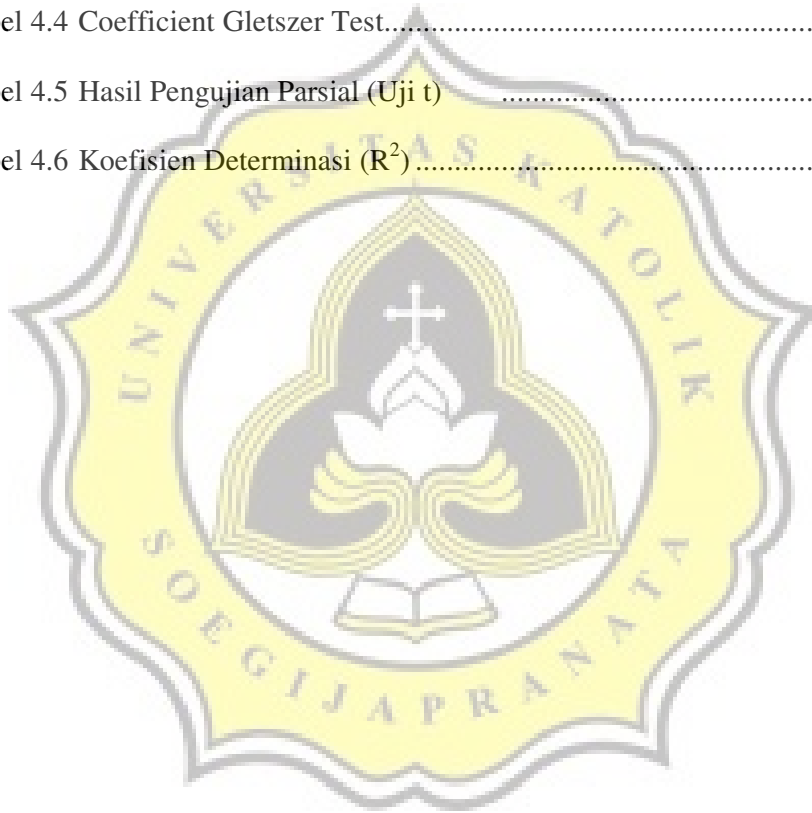 el 4.4 Coefficient Gletszer Test.......................................................
el 4.5 Hasil Pengujian Parsial (Uji t) ........................................
el 4.6 Koefisien Determinasi (R²) ...................................................
UNIVERSITAS KATOLIK
SOEGIJAPRANATA